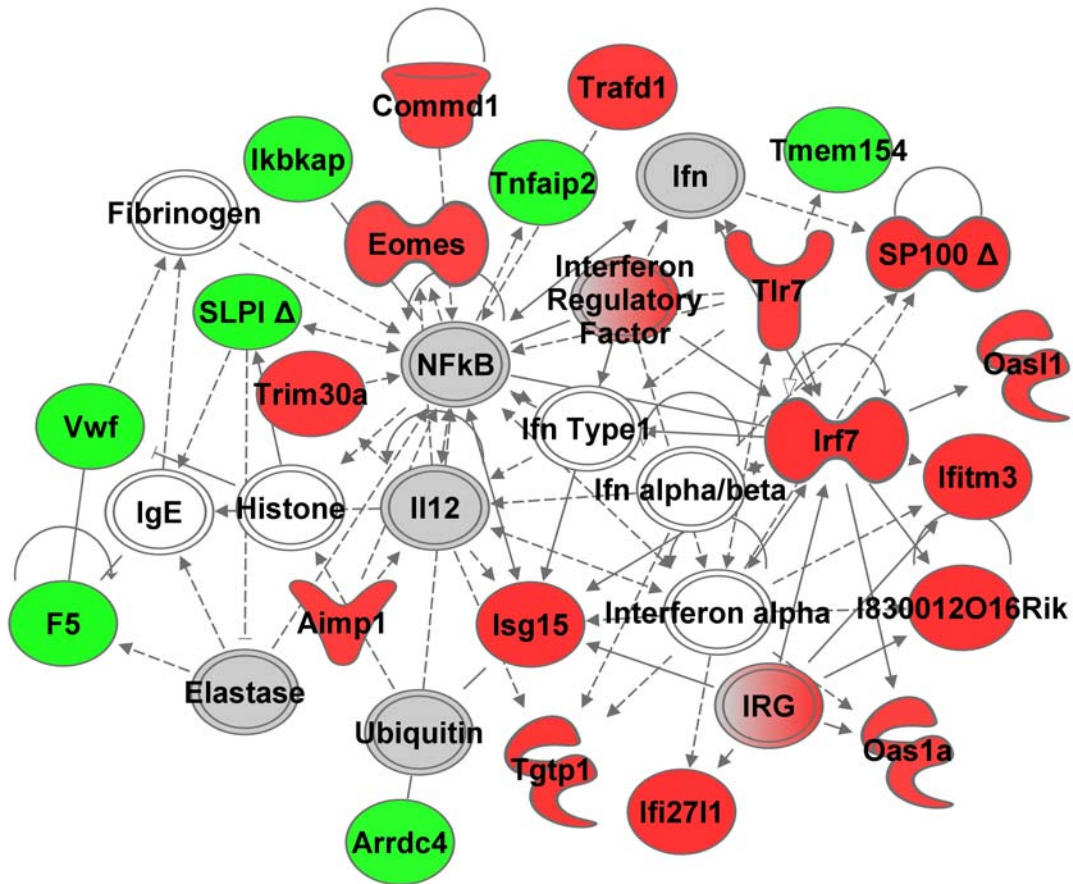 Commd1
Trafd1
Ikbkap
Tnfaip2
Ifn
Tmem154
Fibrinogen
Eomes
SP100 Δ
Interferon
Regulatory
Factor
Tlr7
SLPI Δ
NFkB
Oasl1
Trim30a
Vwf
Ifn Type1
Irf7
Ifn alpha/beta
Ifitm3
IgE
Histone
Il12
F5
Aimp1
Isg15
Interferon alpha
I830012O16Rik
Elastase
IRG
Ubiquitin
Tgtp1
Oas1a
Ifi27l1
Arrdc4